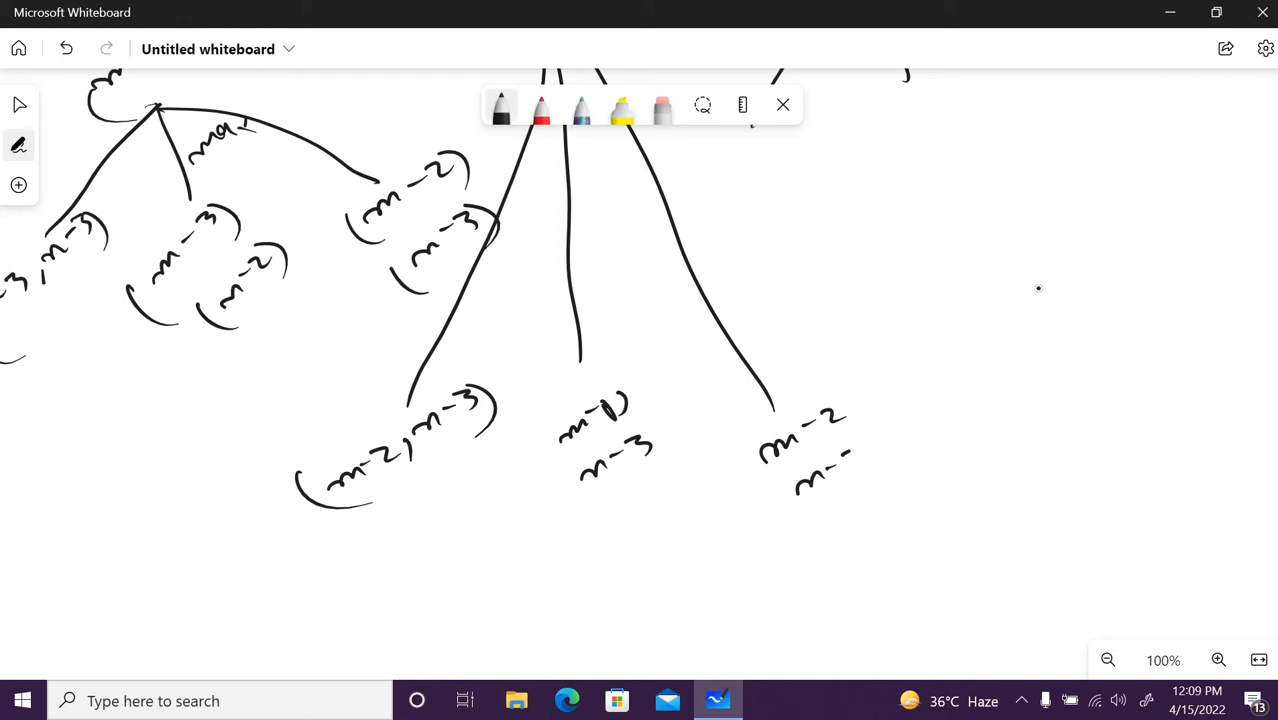 Microsoft Whiteboard
Untitled whiteboard
(m-2)
(n-3)
, n-3)
(m-3)
(n-2)
(m-2, n-3)
m-1)
n-3
m-2
n-
100%
Type here to search
36°C Haze
12:09 PM
4/15/2022
13